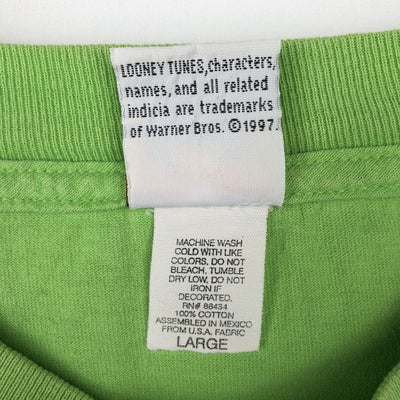 LOONEY TUNES, characters,
names, and all related
indicia are trademarks
of Warner Bros. ©1997.
MACHINE WASH
COLD WITH LIKE
COLORS, DO NOT
BLEACH. TUMBLE
DRY LOW. DO NOT
IRON IF
DECORATED.
RN# 88434
100% COTTON
ASSEMBLED IN MEXICO
FROM U.S.A. FABRIC
LARGE